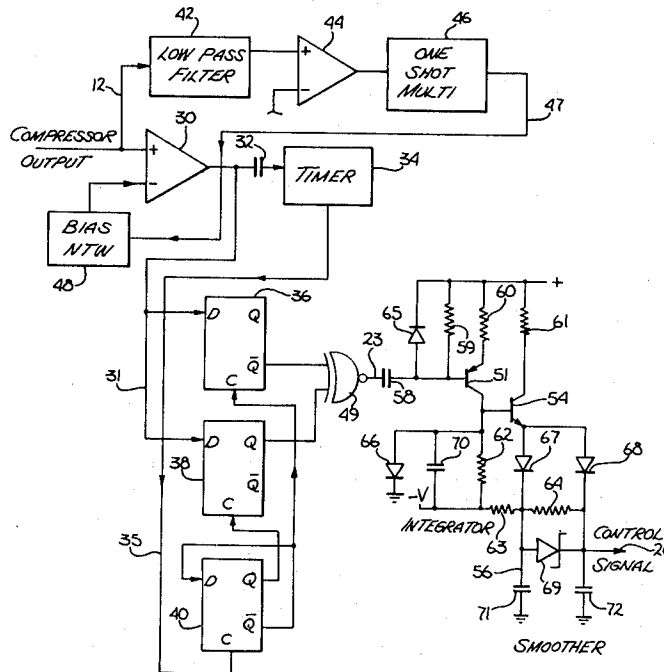 42
44
46
LOW PASS
FILTER
+
−
ONE
SHOT
MULTI
12
47
30
COMPRESSOR
OUTPUT
+
−
32
TIMER
34
BIAS
NTW
48
36
D Q
Q̅
C
31
38
D Q
Q̅
C
35
40
D Q
Q̅
C
49
23
58
65
59
60
+
61
51
54
66
70
62
67
68
-V
64
INTEGRATOR
63
CONTROL
SIGNAL
56
69
71
72
SMOOTHER